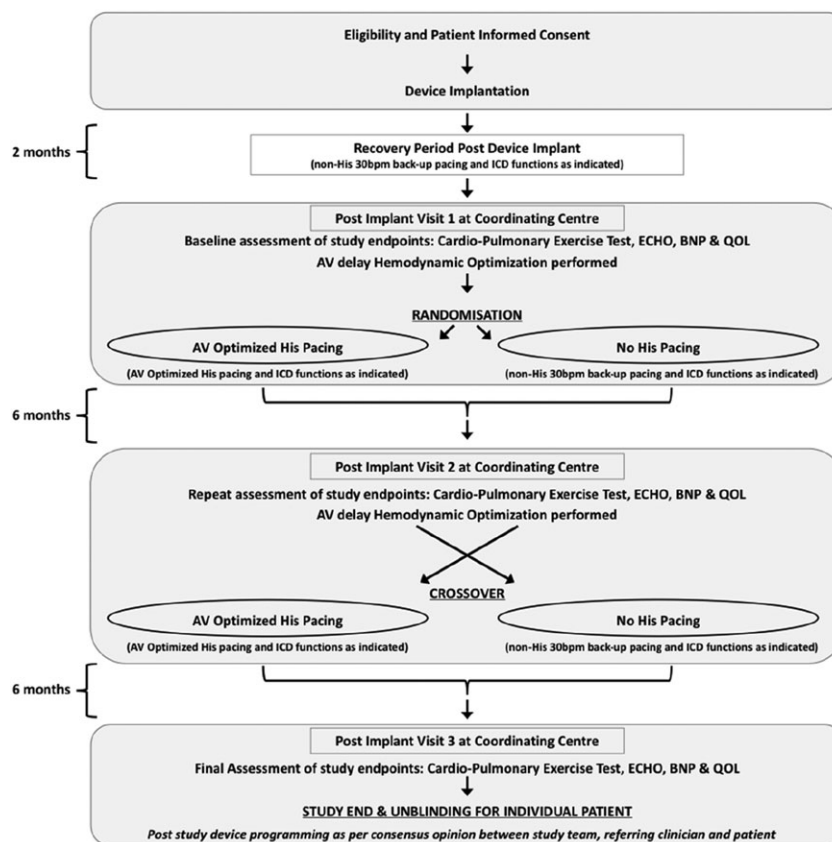 Eligibility and Patient Informed Consent
Device Implantation
2 months
Recovery Period Post Device Implant
(non-His 30bpm back-up pacing and ICD functions as indicated)
Post Implant Visit 1 at Coordinating Centre
Baseline assessment of study endpoints: Cardio-Pulmonary Exercise Test, ECHO, BNP & QOL
AV delay Hemodynamic Optimization performed
RANDOMISATION
AV Optimized His Pacing
No His Pacing
(AV Optimized His pacing and ICD functions as indicated)
(non-His 30bpm back-up pacing and ICD functions as indicated)
6 months
Post Implant Visit 2 at Coordinating Centre
Repeat assessment of study endpoints: Cardio-Pulmonary Exercise Test, ECHO, BNP & QOL
AV delay Hemodynamic Optimization performed
CROSSOVER
AV Optimized His Pacing
No His Pacing
(AV Optimized His pacing and ICD functions as indicated)
(non-His 30bpm back-up pacing and ICD functions as indicated)
6 months
Post Implant Visit 3 at Coordinating Centre
Final Assessment of study endpoints: Cardio-Pulmonary Exercise Test, ECHO, BNP & QOL
STUDY END & UNBLINDING FOR INDIVIDUAL PATIENT
Post study device programming as per consensus opinion between study team, referring clinician and patient